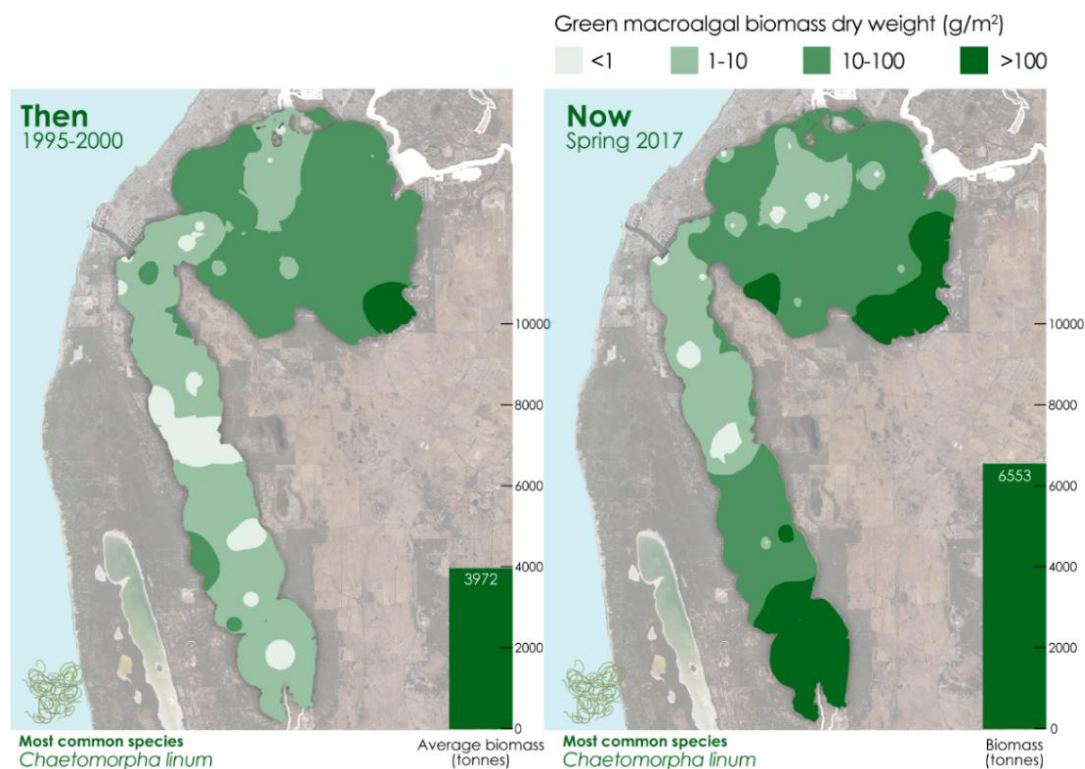 Green macroalgal biomass dry weight (g/m²)
<1
1-10
10-100
>100
Then
1995-2000
10000
8000
6000
4000
2000
0
3972
Most common species
Chaetomorpha linum
Average biomass
(tonnes)
Now
Spring 2017
10000
8000
6000
4000
2000
0
6553
Most common species
Chaetomorpha linum
Biomass
(tonnes)